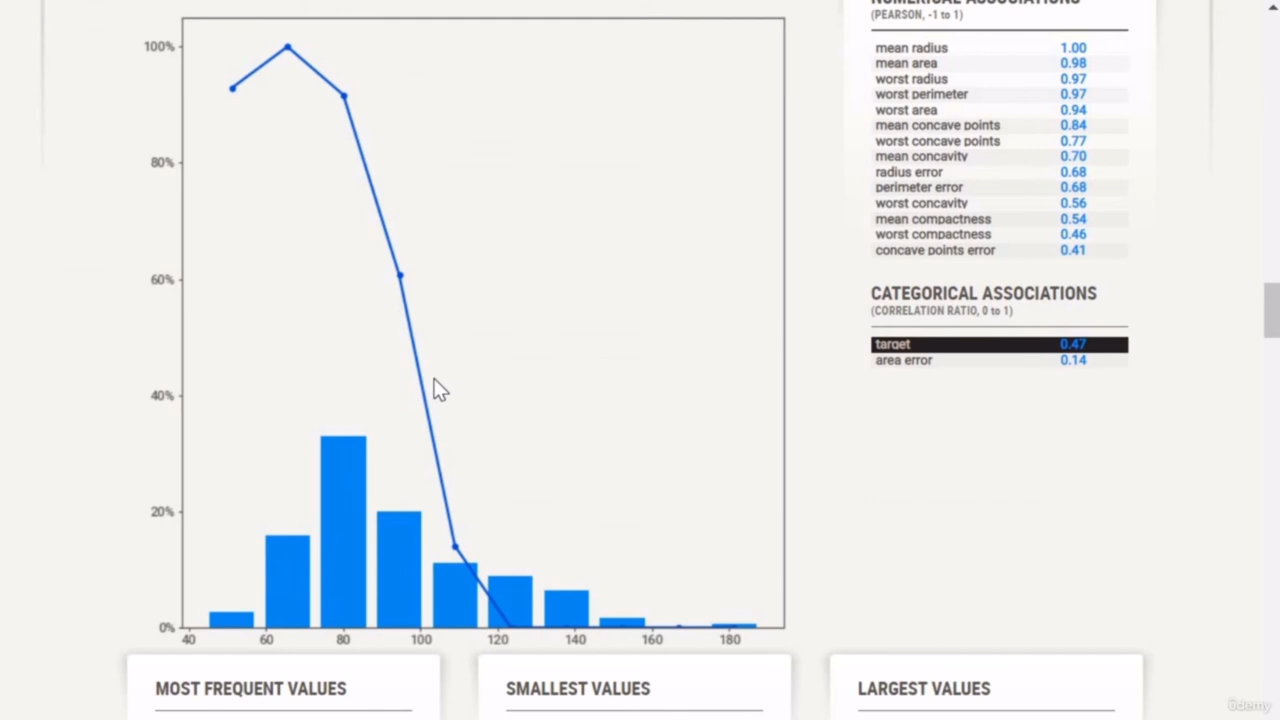 100%
80%
60%
40%
20%
0%
40 60 80 100 120 140 160 180
NUMERICAL ASSOCIATIONS
(PEARSON, -1 to 1)
mean radius 1.00
mean area 0.98
worst radius 0.97
worst perimeter 0.97
worst area 0.94
mean concave points 0.84
worst concave points 0.77
mean concavity 0.70
radius error 0.68
perimeter error 0.68
worst concavity 0.56
mean compactness 0.54
worst compactness 0.46
concave points error 0.41
CATEGORICAL ASSOCIATIONS
(CORRELATION RATIO, 0 to 1)
target 0.47
area error 0.14
MOST FREQUENT VALUES
SMALLEST VALUES
LARGEST VALUES
ûdemy